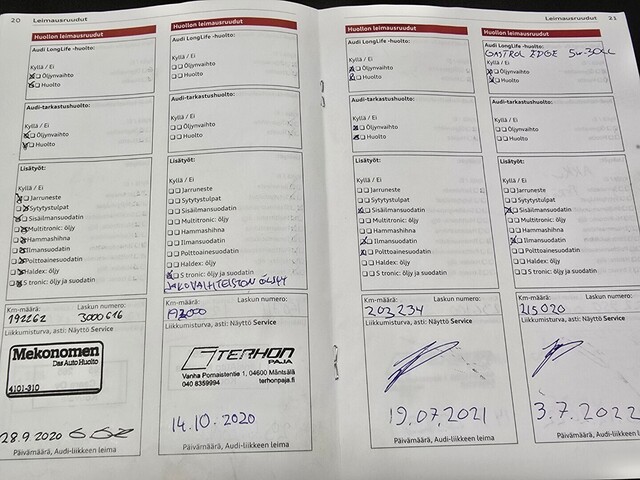 20 Leimausruudut
Huollon leimausruudut
Audi LongLife -huolto:
Kyllä / Ei
Öljynvaihto
Huolto
Audi-tarkastushuolto:
Kyllä / Ei
Öljynvaihto
Huolto
Lisätyöt:
Kyllä / Ei
Jarruneste
Sytytystulpat
Sisäilmansuodatin
Multitronic: öljy
Hammashihna
Ilmansuodatin
Polttoainesuodatin
Haldex: öljy
S tronic: öljy ja suodatin
Km-määrä: Laskun numero:
192262 3000616
Liikkumisturva, asti: Näyttö Service
Mekonomen
Das Auto Huolto
4101-310
28.9 2020
Päivämäärä, Audi-liikkeen leima
Huollon leimausruudut
Audi LongLife -huolto:
Kyllä / Ei
Öljynvaihto
Huolto
Audi-tarkastushuolto:
Kyllä / Ei
Öljynvaihto
Huolto
Lisätyöt:
Kyllä / Ei
Jarruneste
Sytytystulpat
Sisäilmansuodatin
Multitronic: öljy
Hammashihna
Ilmansuodatin
Polttoainesuodatin
Haldex: öljy
S tronic: öljy ja suodatin
JAKOVAIHTEISTON ÖLJYT
Km-määrä: Laskun numero:
Liikkumisturva, asti: Näyttö Service
TERHON
PAJA
Vanha Pornaistentie 1, 04600 Mäntsälä
040 8359994 terhonpaja.fi
14.10.2020
Päivämäärä, Audi-liikkeen leima
Leimausruudut 21
Huollon leimausruudut
Audi LongLife -huolto:
Kyllä / Ei
Öljynvaihto
Huolto
Audi-tarkastushuolto:
Kyllä / Ei
Öljynvaihto
Huolto
Lisätyöt:
Kyllä / Ei
Jarruneste
Sytytystulpat
Sisäilmansuodatin
Multitronic: öljy
Hammashihna
Ilmansuodatin
Polttoainesuodatin
Haldex: öljy
S tronic: öljy ja suodatin
Km-määrä: Laskun numero:
203234
Liikkumisturva, asti: Näyttö Service
19.07.2021
Päivämäärä, Audi-liikkeen leima
Huollon leimausruudut
Audi LongLife -huolto:
CASTROL EDGE 5w30LL
Kyllä / Ei
Öljynvaihto
Huolto
Audi-tarkastushuolto:
Kyllä / Ei
Öljynvaihto
Huolto
Lisätyöt:
Kyllä / Ei
Jarruneste
Sytytystulpat
Sisäilmansuodatin
Multitronic: öljy
Hammashihna
Ilmansuodatin
Polttoainesuodatin
Haldex: öljy
S tronic: öljy ja suodatin
Km-määrä: Laskun numero:
215020
Liikkumisturva, asti: Näyttö Service
3.7.2022
Päivämäärä, Audi-liikkeen leima